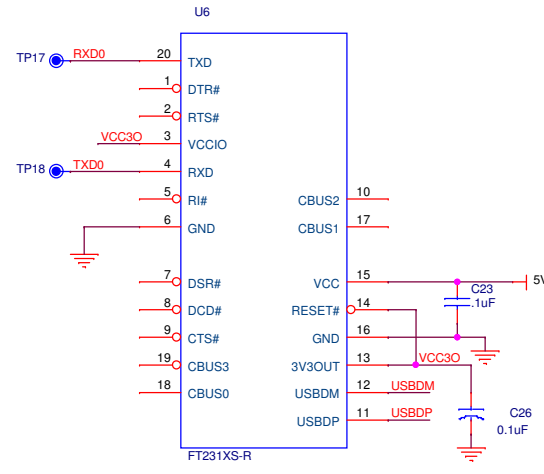 U6
TP17 RXD0 20 TXD
1 DTR#
2 RTS#
VCC3O 3 VCCIO
TP18 TXD0 4 RXD
5 RI# CBUS2 10
6 GND CBUS1 17
7 DSR# VCC 15 5V
8 DCD# RESET# 14 C23
.1uF
9 CTS# GND 16
19 CBUS3 3V3OUT 13 VCC3O
18 CBUS0 USBDM 12 USBDM
USBDP 11 USBDP
C26
0.1uF
FT231XS-R